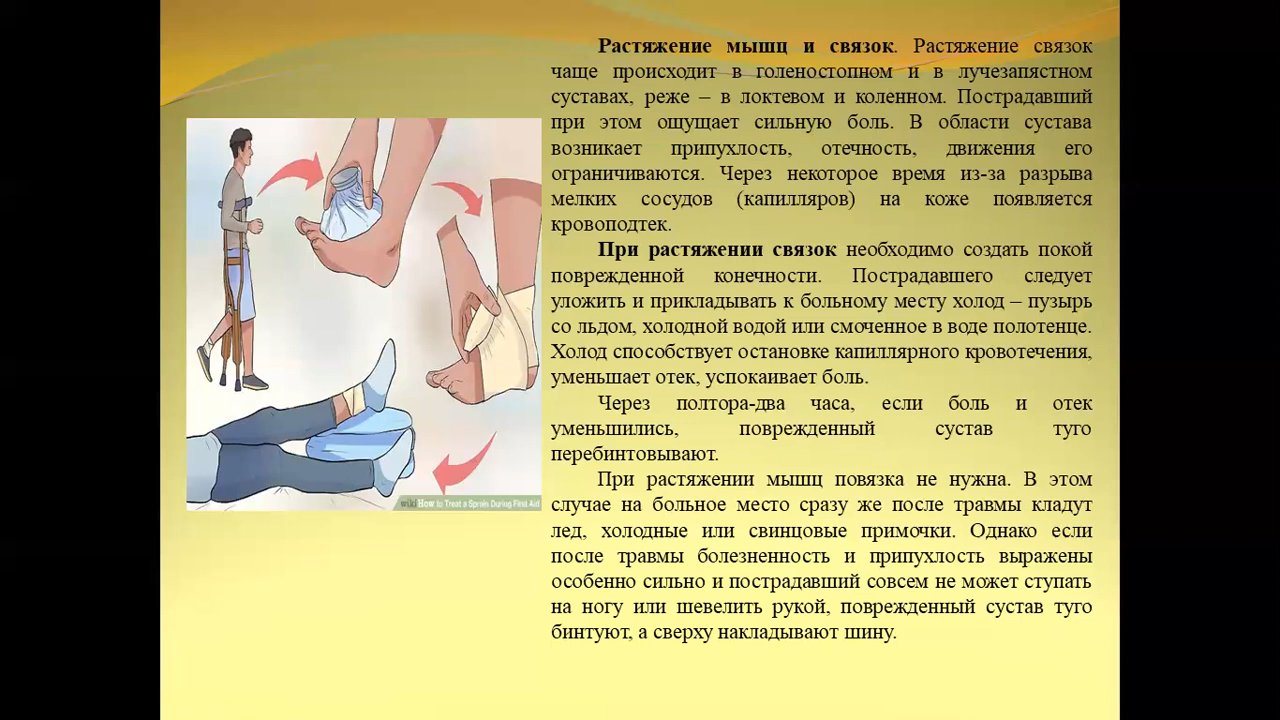 Растяжение мышц и связок. Растяжение связок
чаще происходит в голеностопном и в лучезапястном
суставах, реже – в локтевом и коленном. Пострадавший
при этом ощущает сильную боль. В области сустава
возникает припухлость, отечность, движения его
ограничиваются. Через некоторое время из-за разрыва
мелких сосудов (капилляров) на коже появляется
кровоподтек.
При растяжении связок необходимо создать покой
поврежденной конечности. Пострадавшего следует
уложить и прикладывать к больному месту холод – пузырь
со льдом, холодной водой или смоченное в воде полотенце.
Холод способствует остановке капиллярного кровотечения,
уменьшает отек, успокаивает боль.
Через полтора-два часа, если боль и отек
уменьшились, поврежденный сустав туго
перебинтовывают.
При растяжении мышц повязка не нужна. В этом
случае на больное место сразу же после травмы кладут
лед, холодные или свинцовые примочки. Однако если
после травмы болезненность и припухлость выражены
особенно сильно и пострадавший совсем не может ступать
на ногу или шевелить рукой, поврежденный сустав туго
бинтуют, а сверху накладывают шину.
wiki How to Treat a Sprain During First Aid